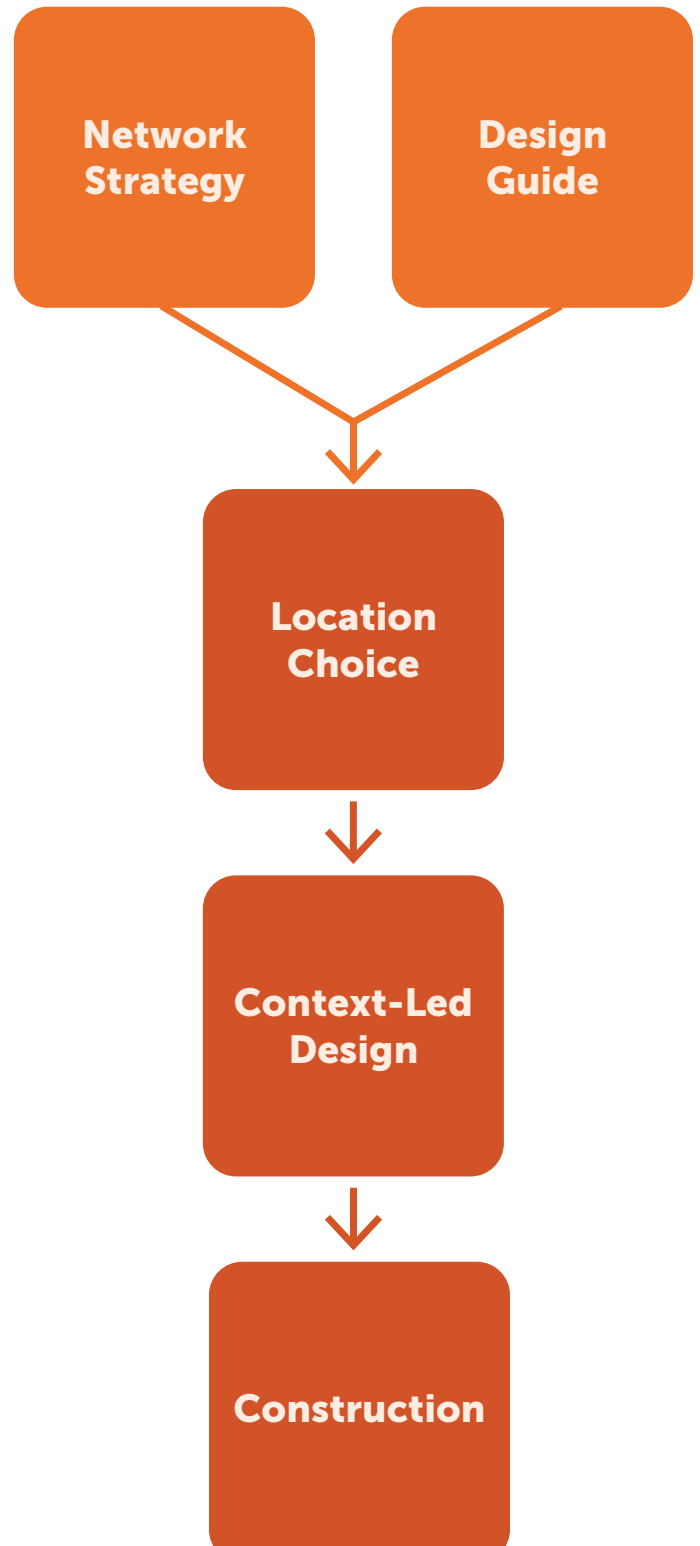 Network
Strategy
Design
Guide
Location
Choice
Context-Led
Design
Construction